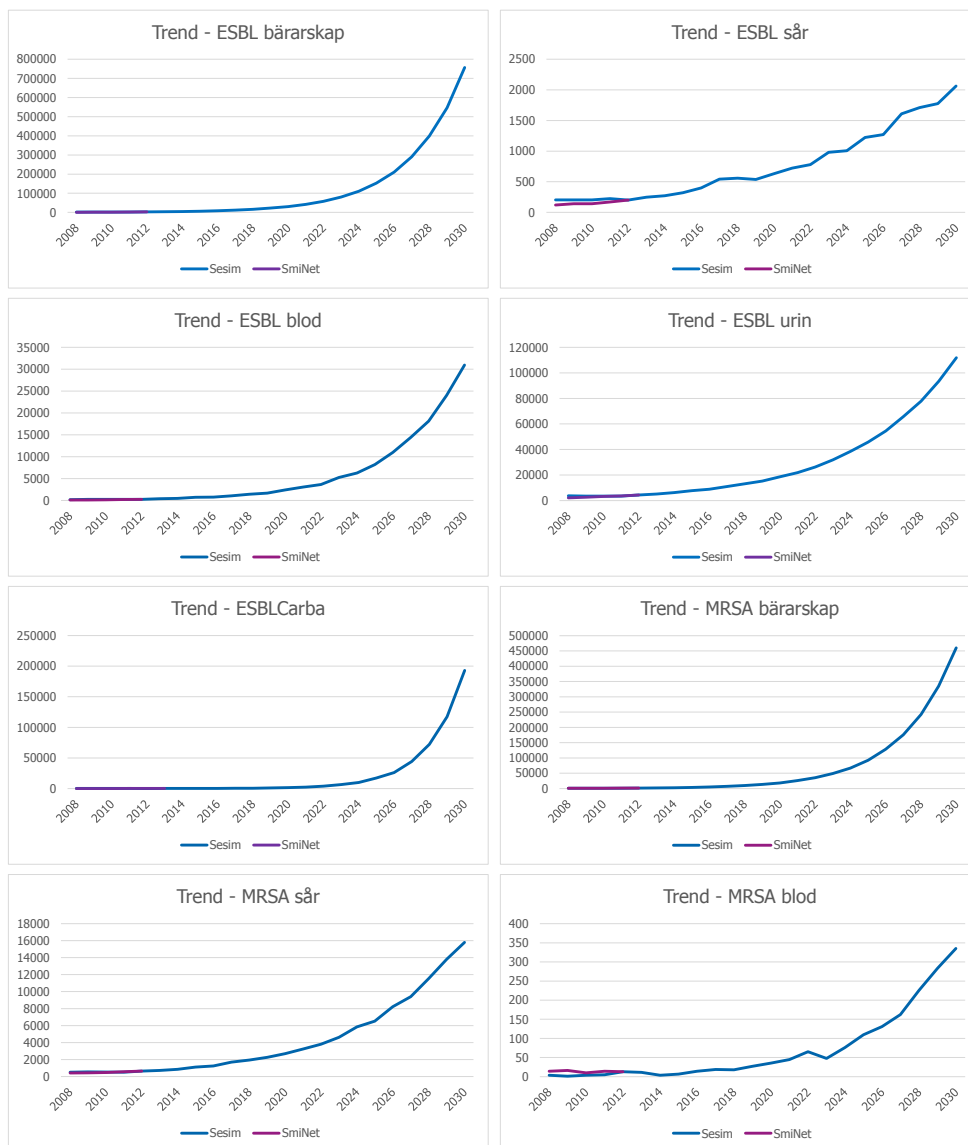 Trend - ESBL bärarskap
800000
700000
600000
500000
400000
300000
200000
100000
0
2008 2010 2012 2014 2016 2018 2020 2022 2024 2026 2028 2030
Sesim SmiNet
Trend - ESBL sår
2500
2000
1500
1000
500
0
2008 2010 2012 2014 2016 2018 2020 2022 2024 2026 2028 2030
Sesim SmiNet
Trend - ESBL blod
35000
30000
25000
20000
15000
10000
5000
0
2008 2010 2012 2014 2016 2018 2020 2022 2024 2026 2028 2030
Sesim SmiNet
Trend - ESBL urin
120000
100000
80000
60000
40000
20000
0
2008 2010 2012 2014 2016 2018 2020 2022 2024 2026 2028 2030
Sesim SmiNet
Trend - ESBLCarba
250000
200000
150000
100000
50000
0
2008 2010 2012 2014 2016 2018 2020 2022 2024 2026 2028 2030
Sesim SmiNet
Trend - MRSA bärarskap
500000
450000
400000
350000
300000
250000
200000
150000
100000
50000
0
2008 2010 2012 2014 2016 2018 2020 2022 2024 2026 2028 2030
Sesim SmiNet
Trend - MRSA sår
18000
16000
14000
12000
10000
8000
6000
4000
2000
0
2008 2010 2012 2014 2016 2018 2020 2022 2024 2026 2028 2030
Sesim SmiNet
Trend - MRSA blod
400
350
300
250
200
150
100
50
0
2008 2010 2012 2014 2016 2018 2020 2022 2024 2026 2028 2030
Sesim SmiNet